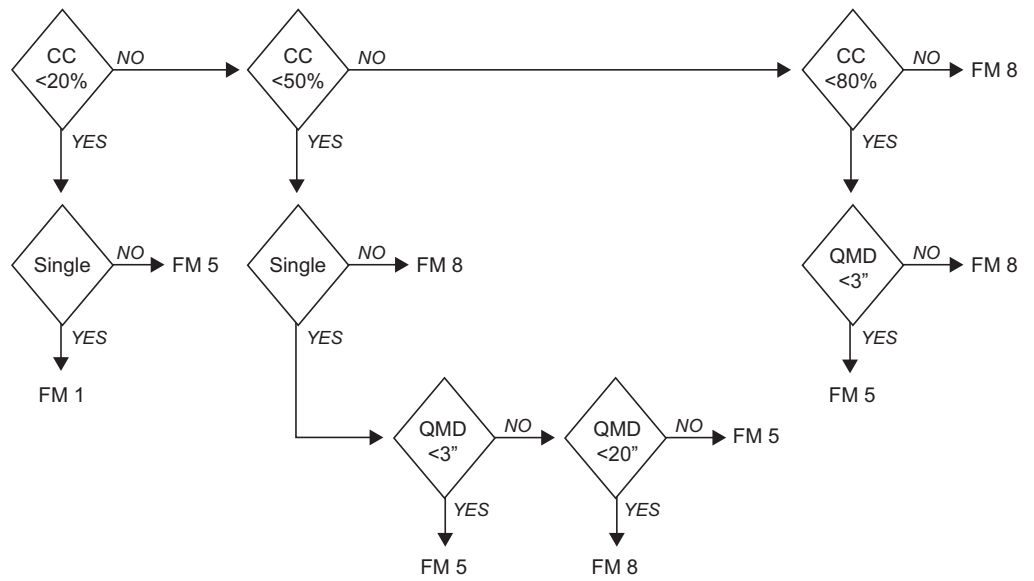 CC
<20%
NO
CC
<50%
NO
CC
<80%
NO
FM 8
YES
YES
YES
Single
NO
FM 5
Single
NO
FM 8
QMD
<3”
NO
FM 8
YES
YES
YES
FM 1
FM 5
QMD
<3”
NO
QMD
<20”
NO
FM 5
YES
YES
FM 5
FM 8